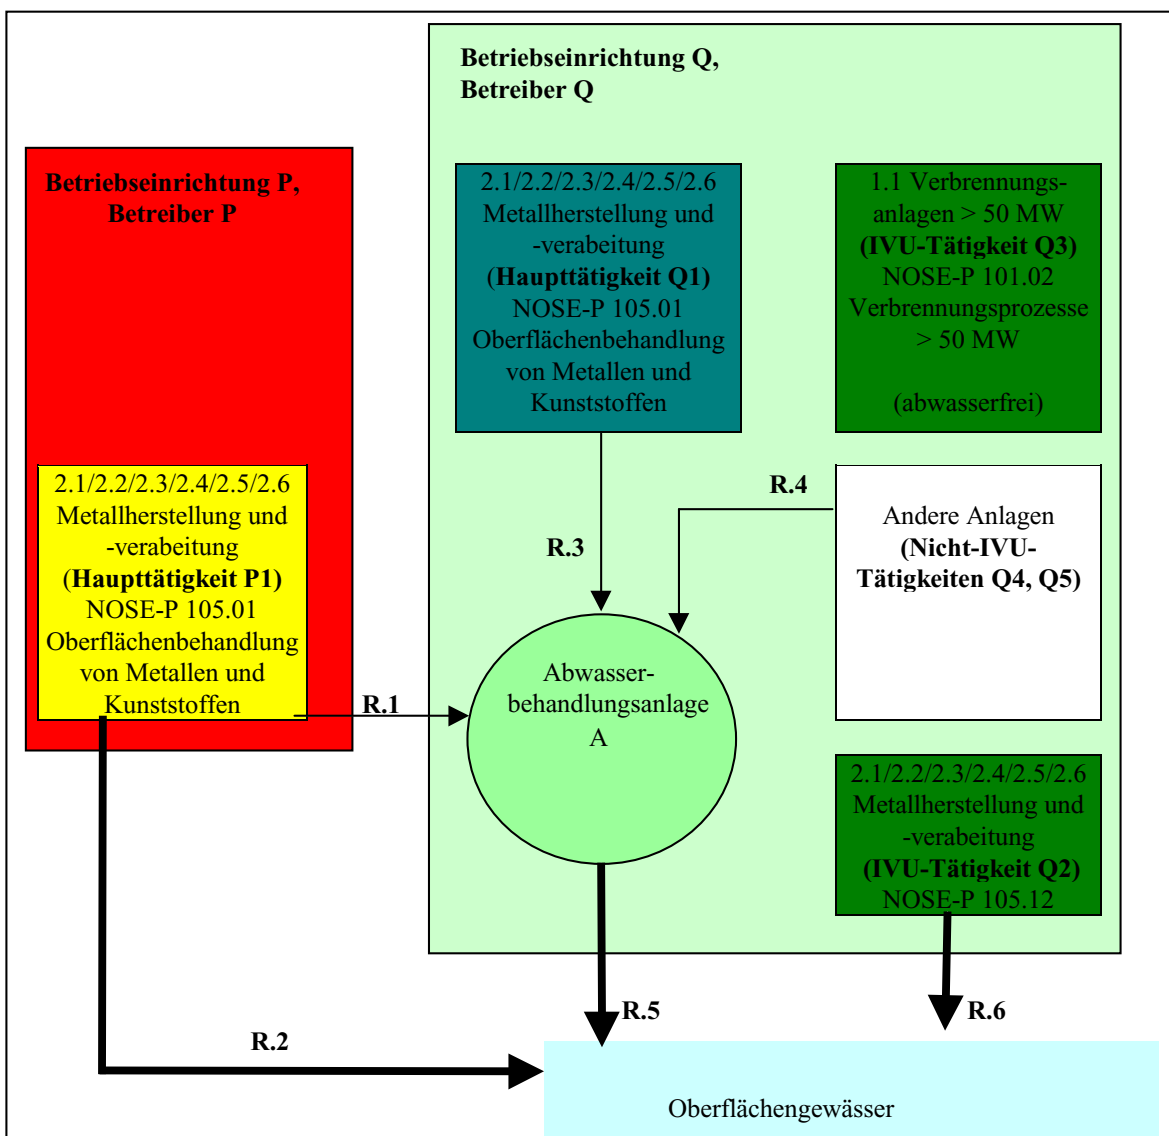 Betriebseinrichtung Q,
Betreiber Q
Betriebseinrichtung P,
Betreiber P
2.1/2.2/2.3/2.4/2.5/2.6
Metallherstellung und
-verabeitung
(Haupttätigkeit Q1)
NOSE-P 105.01
Oberflächenbehandlung
von Metallen und
Kunststoffen
1.1 Verbrennungs-
anlagen > 50 MW
(IVU-Tätigkeit Q3)
NOSE-P 101.02
Verbrennungsprozesse
> 50 MW
(abwasserfrei)
2.1/2.2/2.3/2.4/2.5/2.6
Metallherstellung und
-verabeitung
(Haupttätigkeit P1)
NOSE-P 105.01
Oberflächenbehandlung
von Metallen und
Kunststoffen
R.4
R.3
Andere Anlagen
(Nicht-IVU-
Tätigkeiten Q4, Q5)
R.1
Abwasser-
behandlungsanlage
A
2.1/2.2/2.3/2.4/2.5/2.6
Metallherstellung und
-verabeitung
(IVU-Tätigkeit Q2)
NOSE-P 105.12
R.2
R.5
R.6
Oberflächengewässer